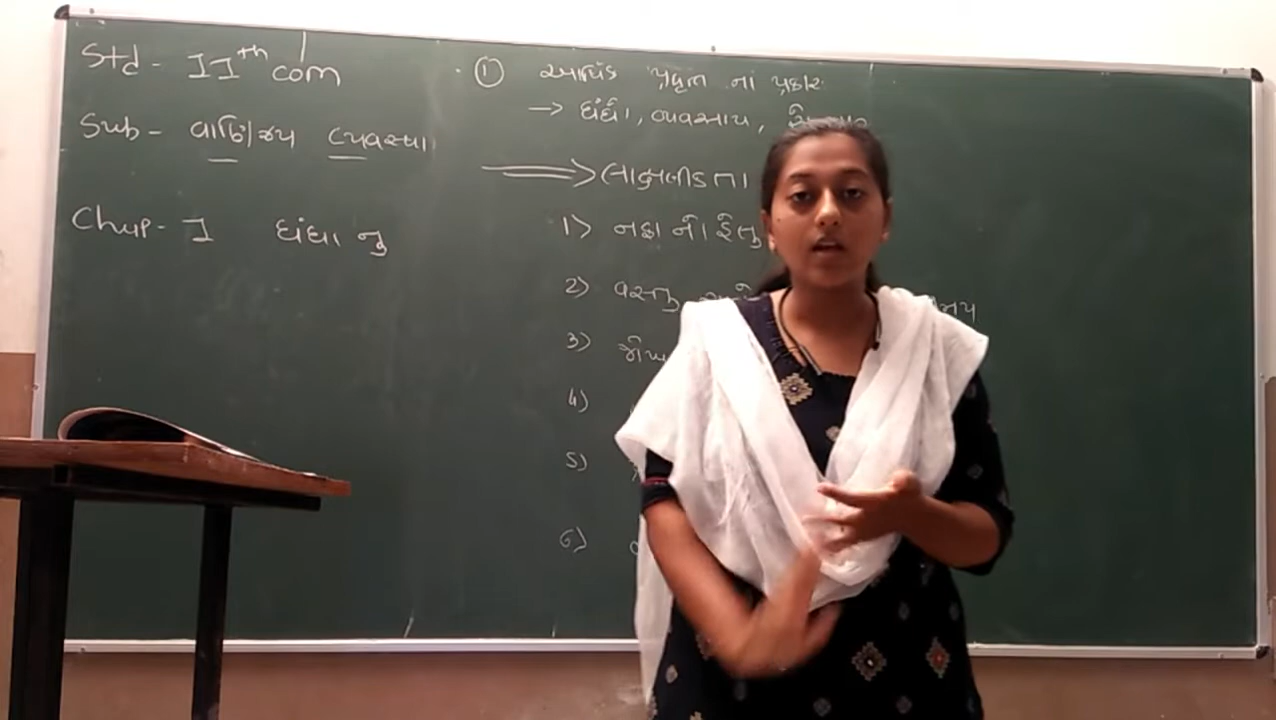 Std - 11th com
Sub - વાણિજ્ય વ્યવસ્થા
Chap - 1 ધંધાનુ
① આર્થિક પ્રવૃત્તિ નાં પ્રકાર
→ ધંધો, વ્યવસાય,
⟹ લાક્ષણીકતા
1) નફા નો હેતુ
2) વસ્તુ
3)
4)
5)
6)